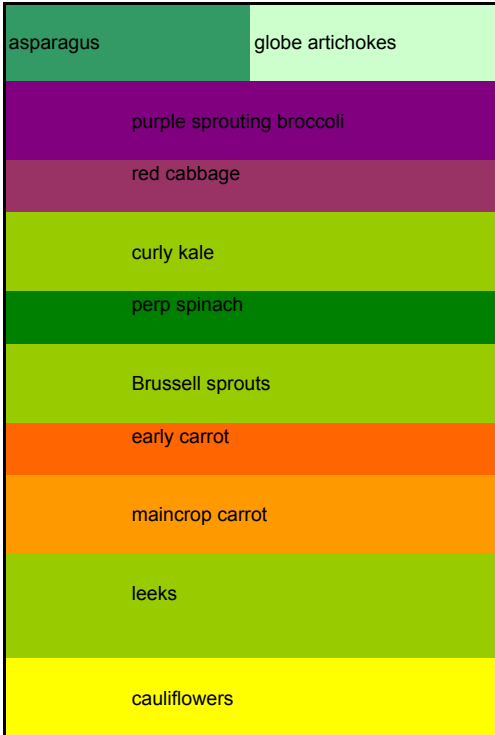 asparagus globe artichokes
purple sprouting broccoli
red cabbage
curly kale
perp spinach
Brussell sprouts
early carrot
maincrop carrot
leeks
cauliflowers